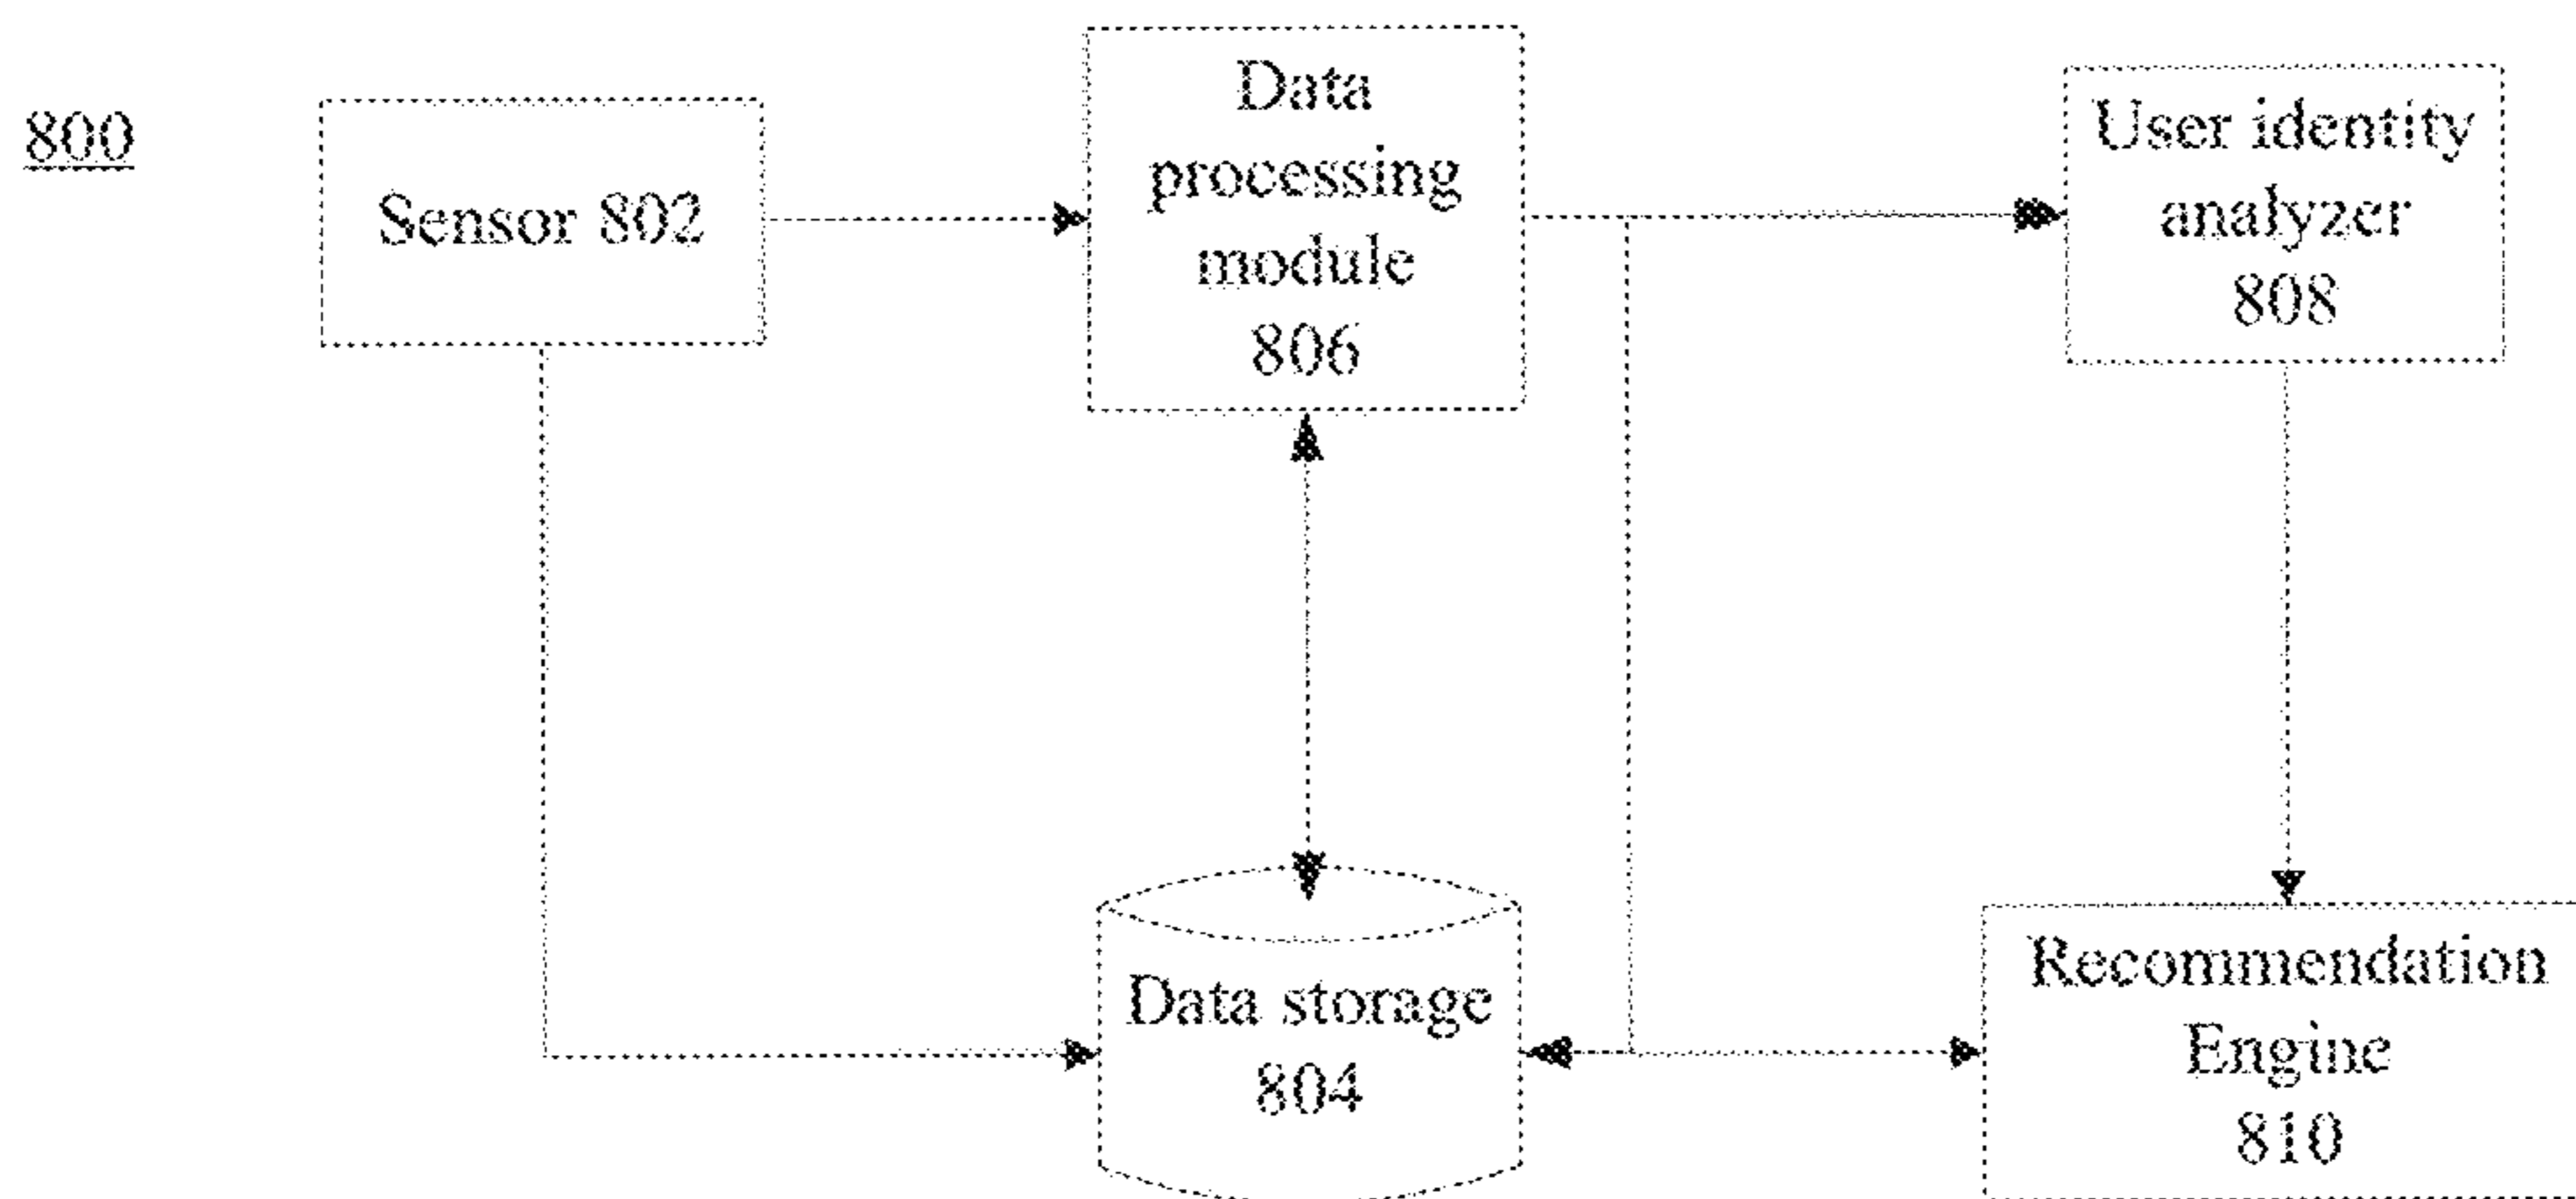 800
Sensor 802
Data
processing
module
806
User identity
analyzer
808
Data storage
804
Recommendation
Engine
810